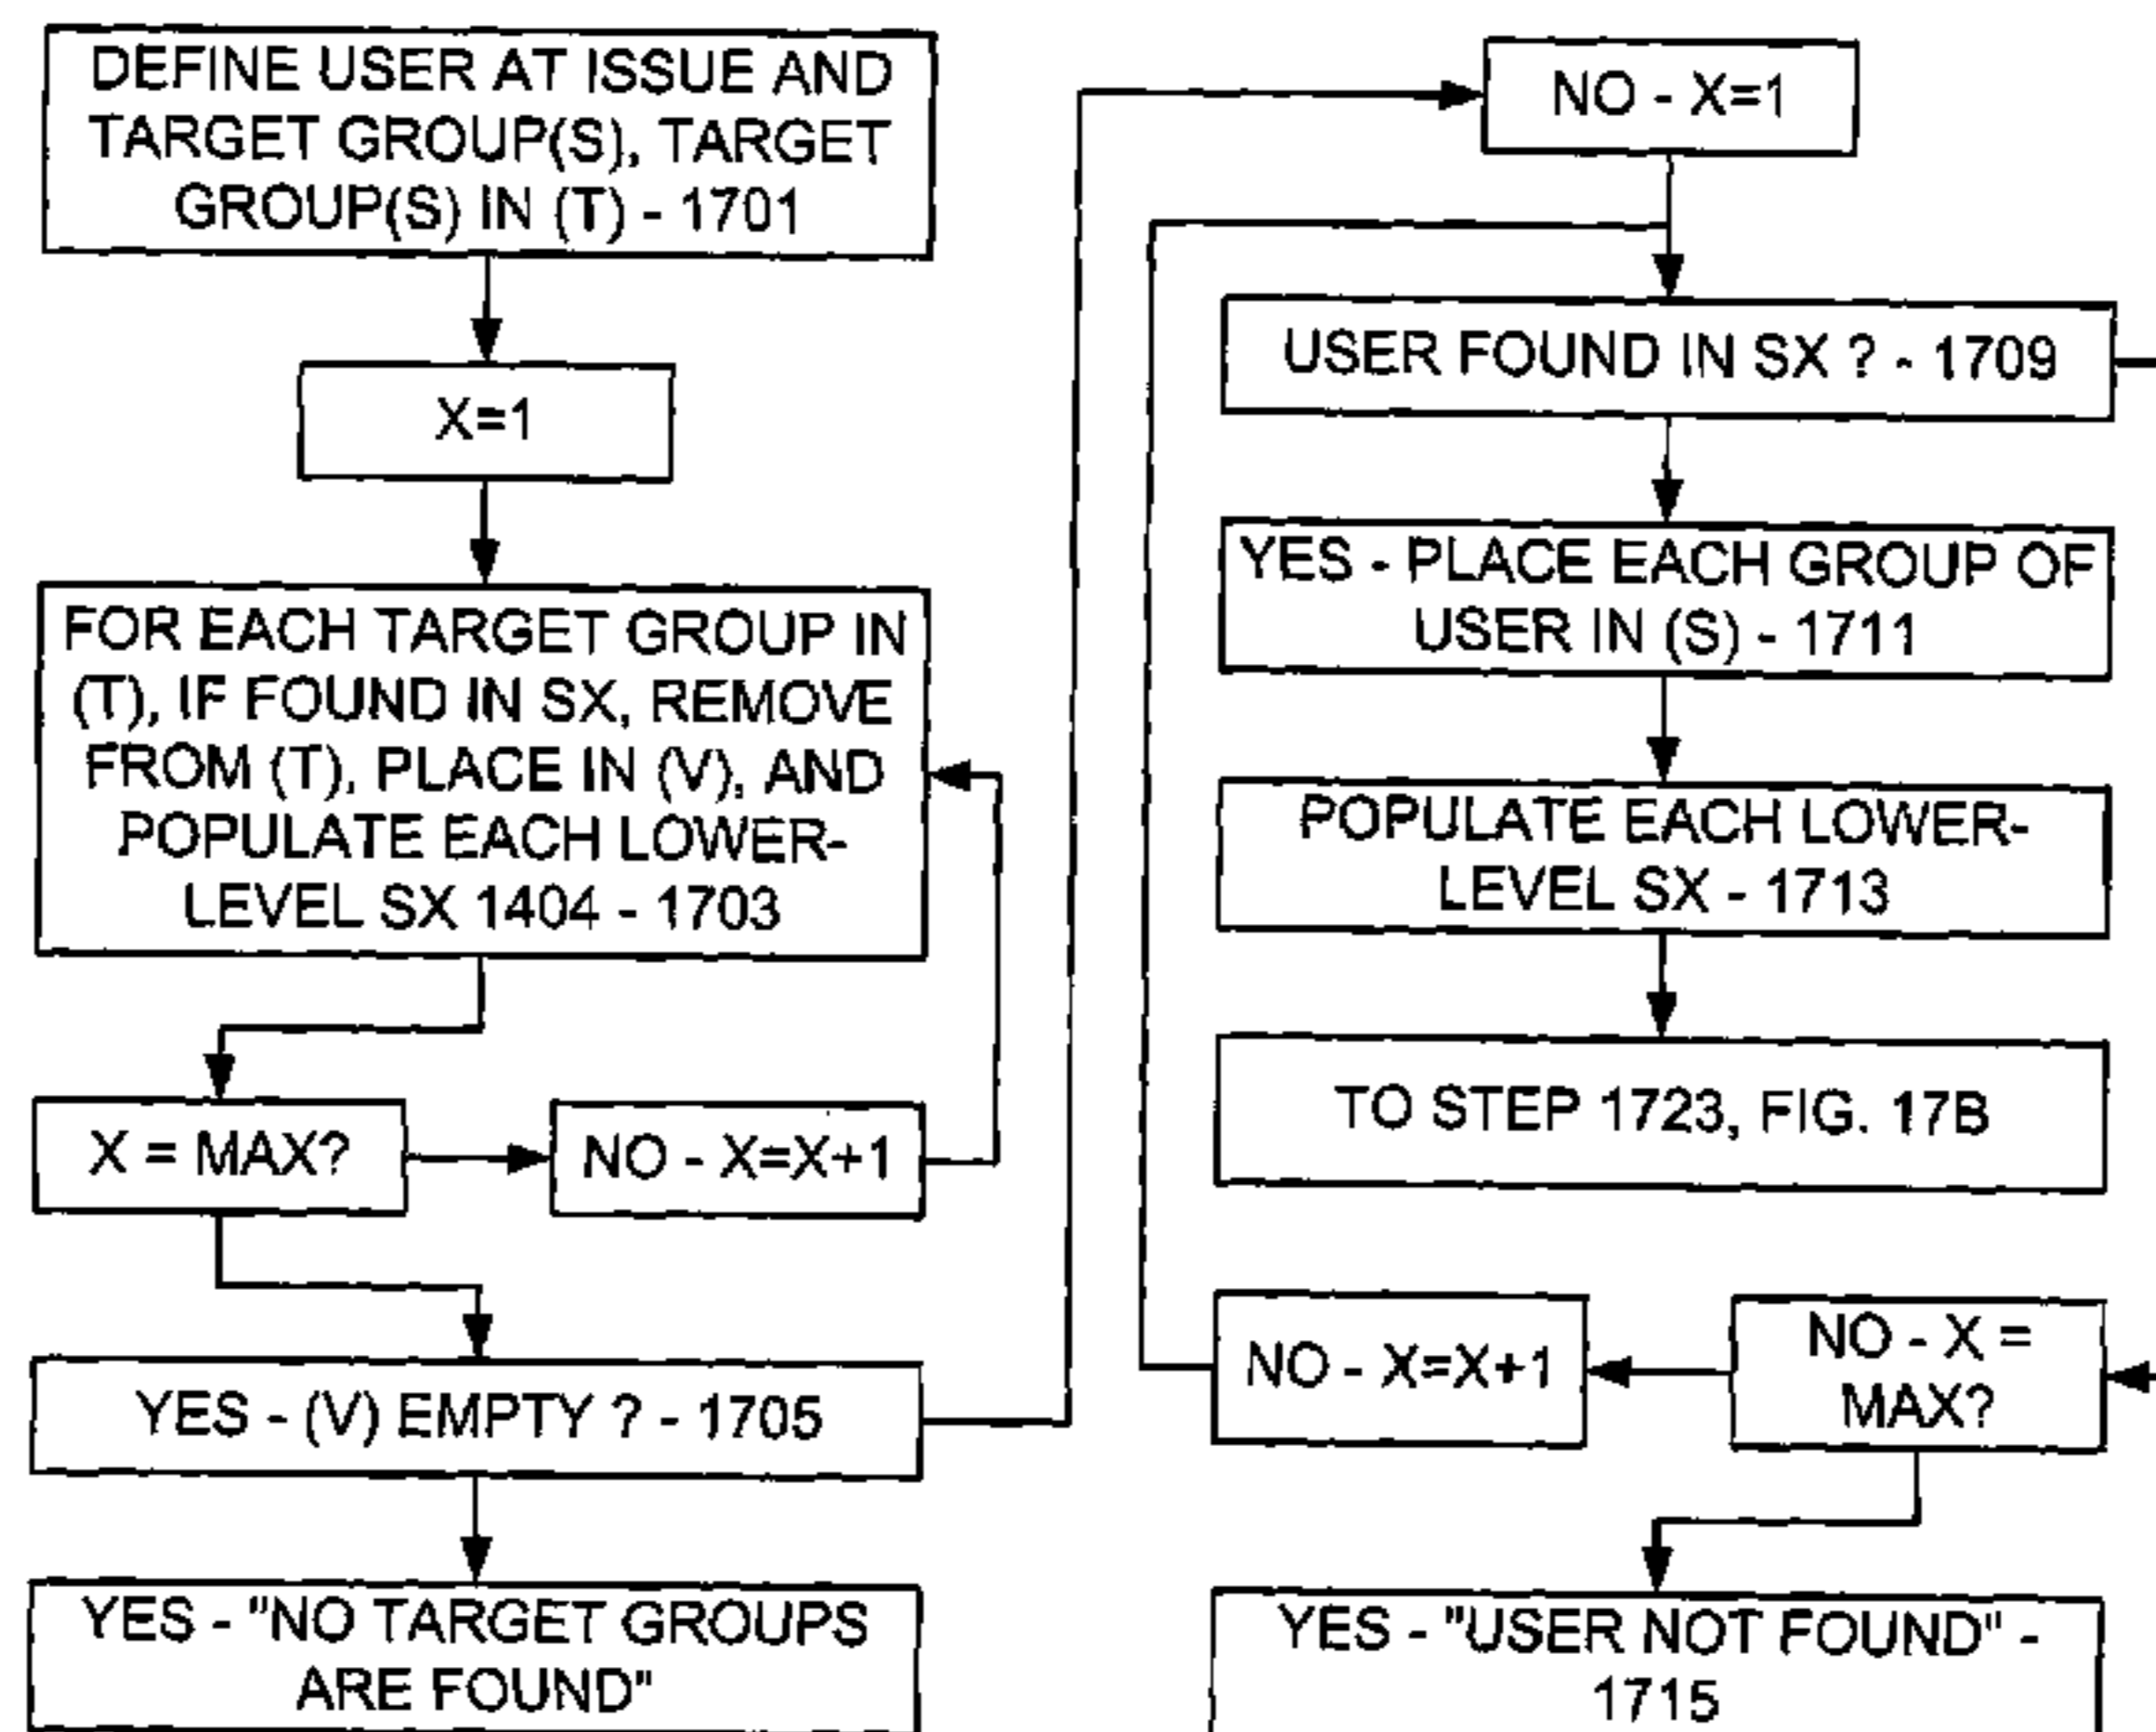 DEFINE USER AT ISSUE AND
TARGET GROUP(S), TARGET
GROUP(S) IN (T) - 1701
X=1
FOR EACH TARGET GROUP IN
(T), IF FOUND IN SX, REMOVE
FROM (T), PLACE IN (V), AND
POPULATE EACH LOWER-
LEVEL SX 1404 - 1703
X = MAX?
NO - X=X+1
YES - (V) EMPTY ? - 1705
YES - "NO TARGET GROUPS
ARE FOUND"
NO - X=1
USER FOUND IN SX ? - 1709
YES - PLACE EACH GROUP OF
USER IN (S) - 1711
POPULATE EACH LOWER-
LEVEL SX - 1713
TO STEP 1723, FIG. 17B
NO - X=X+1
NO - X =
MAX?
YES - "USER NOT FOUND" -
1715